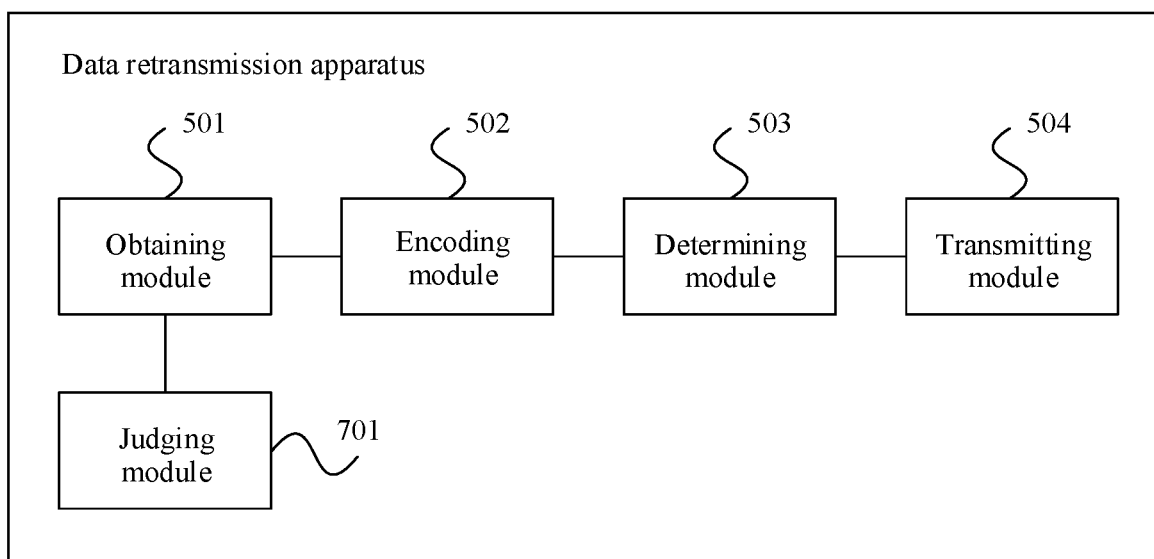 Data retransmission apparatus
501
502
503
504
Obtaining
module
Encoding
module
Determining
module
Transmitting
module
Judging
module
701